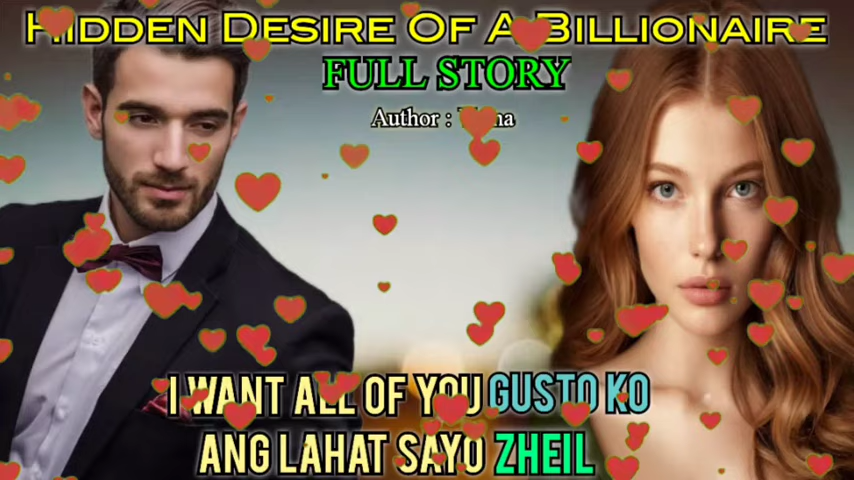 HIDDEN DESIRE OF A BILLIONAIRE
FULL STORY
Author :
I WANT ALL OF YOU GUSTO KO
ANG LAHAT SAYO ZHEIL